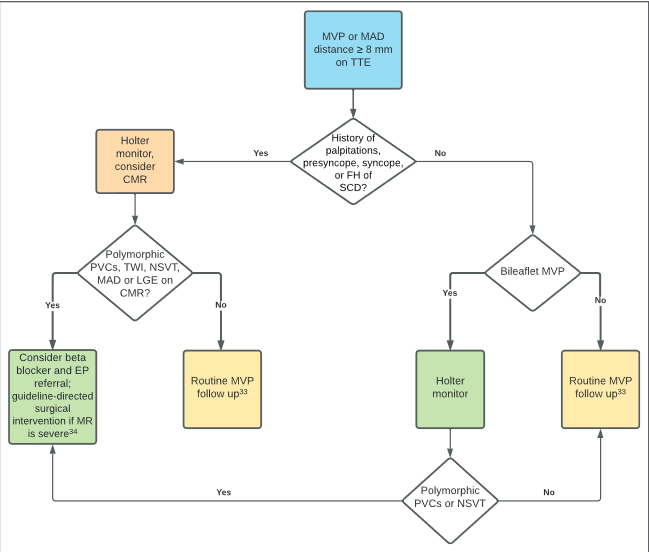 MVP or MAD
distance ≥ 8 mm
on TTE
History of
palpitations,
presyncope, syncope,
or FH of
SCD?
Yes
No
Holter
monitor,
consider
CMR
Polymorphic
PVCs, TWI, NSVT,
MAD or LGE on
CMR?
Bileaflet MVP
Yes
No
Yes
No
Consider beta
blocker and EP
referral;
guideline-directed
surgical
intervention if MR
is severe34
Routine MVP
follow up33
Holter
monitor
Routine MVP
follow up33
Polymorphic
PVCs or NSVT
Yes
No